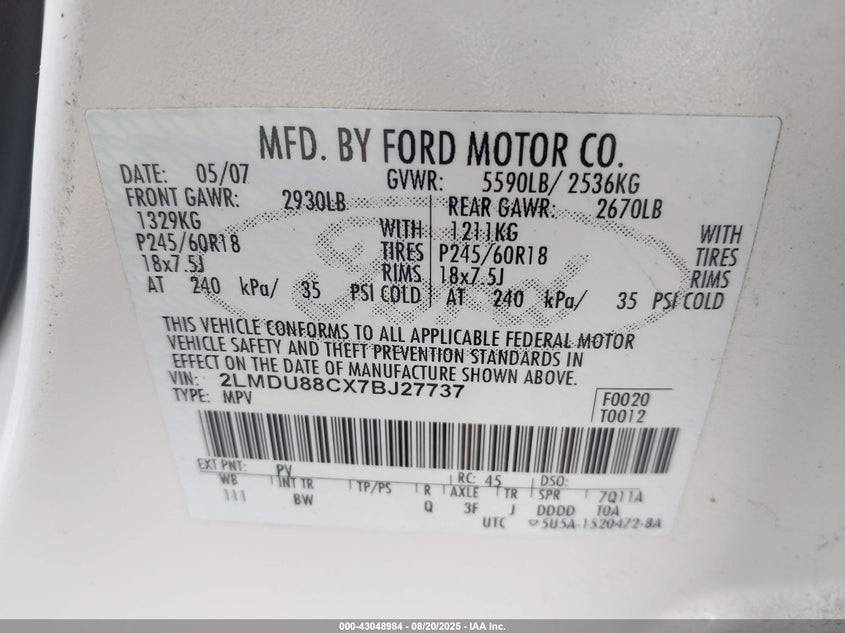 MFD. BY FORD MOTOR CO.
DATE: 05/07 GVWR: 5590LB/ 2536KG
FRONT GAWR: 2930LB REAR GAWR: 2670LB
1329KG WITH 1211KG WITH
P245/60R18 TIRES P245/60R18 TIRES
18x7.5J RIMS 18x7.5J RIMS
AT 240 kPa/ 35 PSI COLD AT 240 kPa/ 35 PSI COLD
Ford
THIS VEHICLE CONFORMS TO ALL APPLICABLE FEDERAL MOTOR
VEHICLE SAFETY AND THEFT PREVENTION STANDARDS IN
EFFECT ON THE DATE OF MANUFACTURE SHOWN ABOVE.
VIN: 2LMDU88CX7BJ27737 F0020
TYPE: MPV T0012
EXT PNT: PV RC: 45 DSO:
WB INT TR TP/PS R AXLE TR SPR 7Q11A
111 BW Q 3F J DDDD T0A
UTC 5U5A-1520472-BA
000-43048984 | 08/20/2025 - IAA Inc.